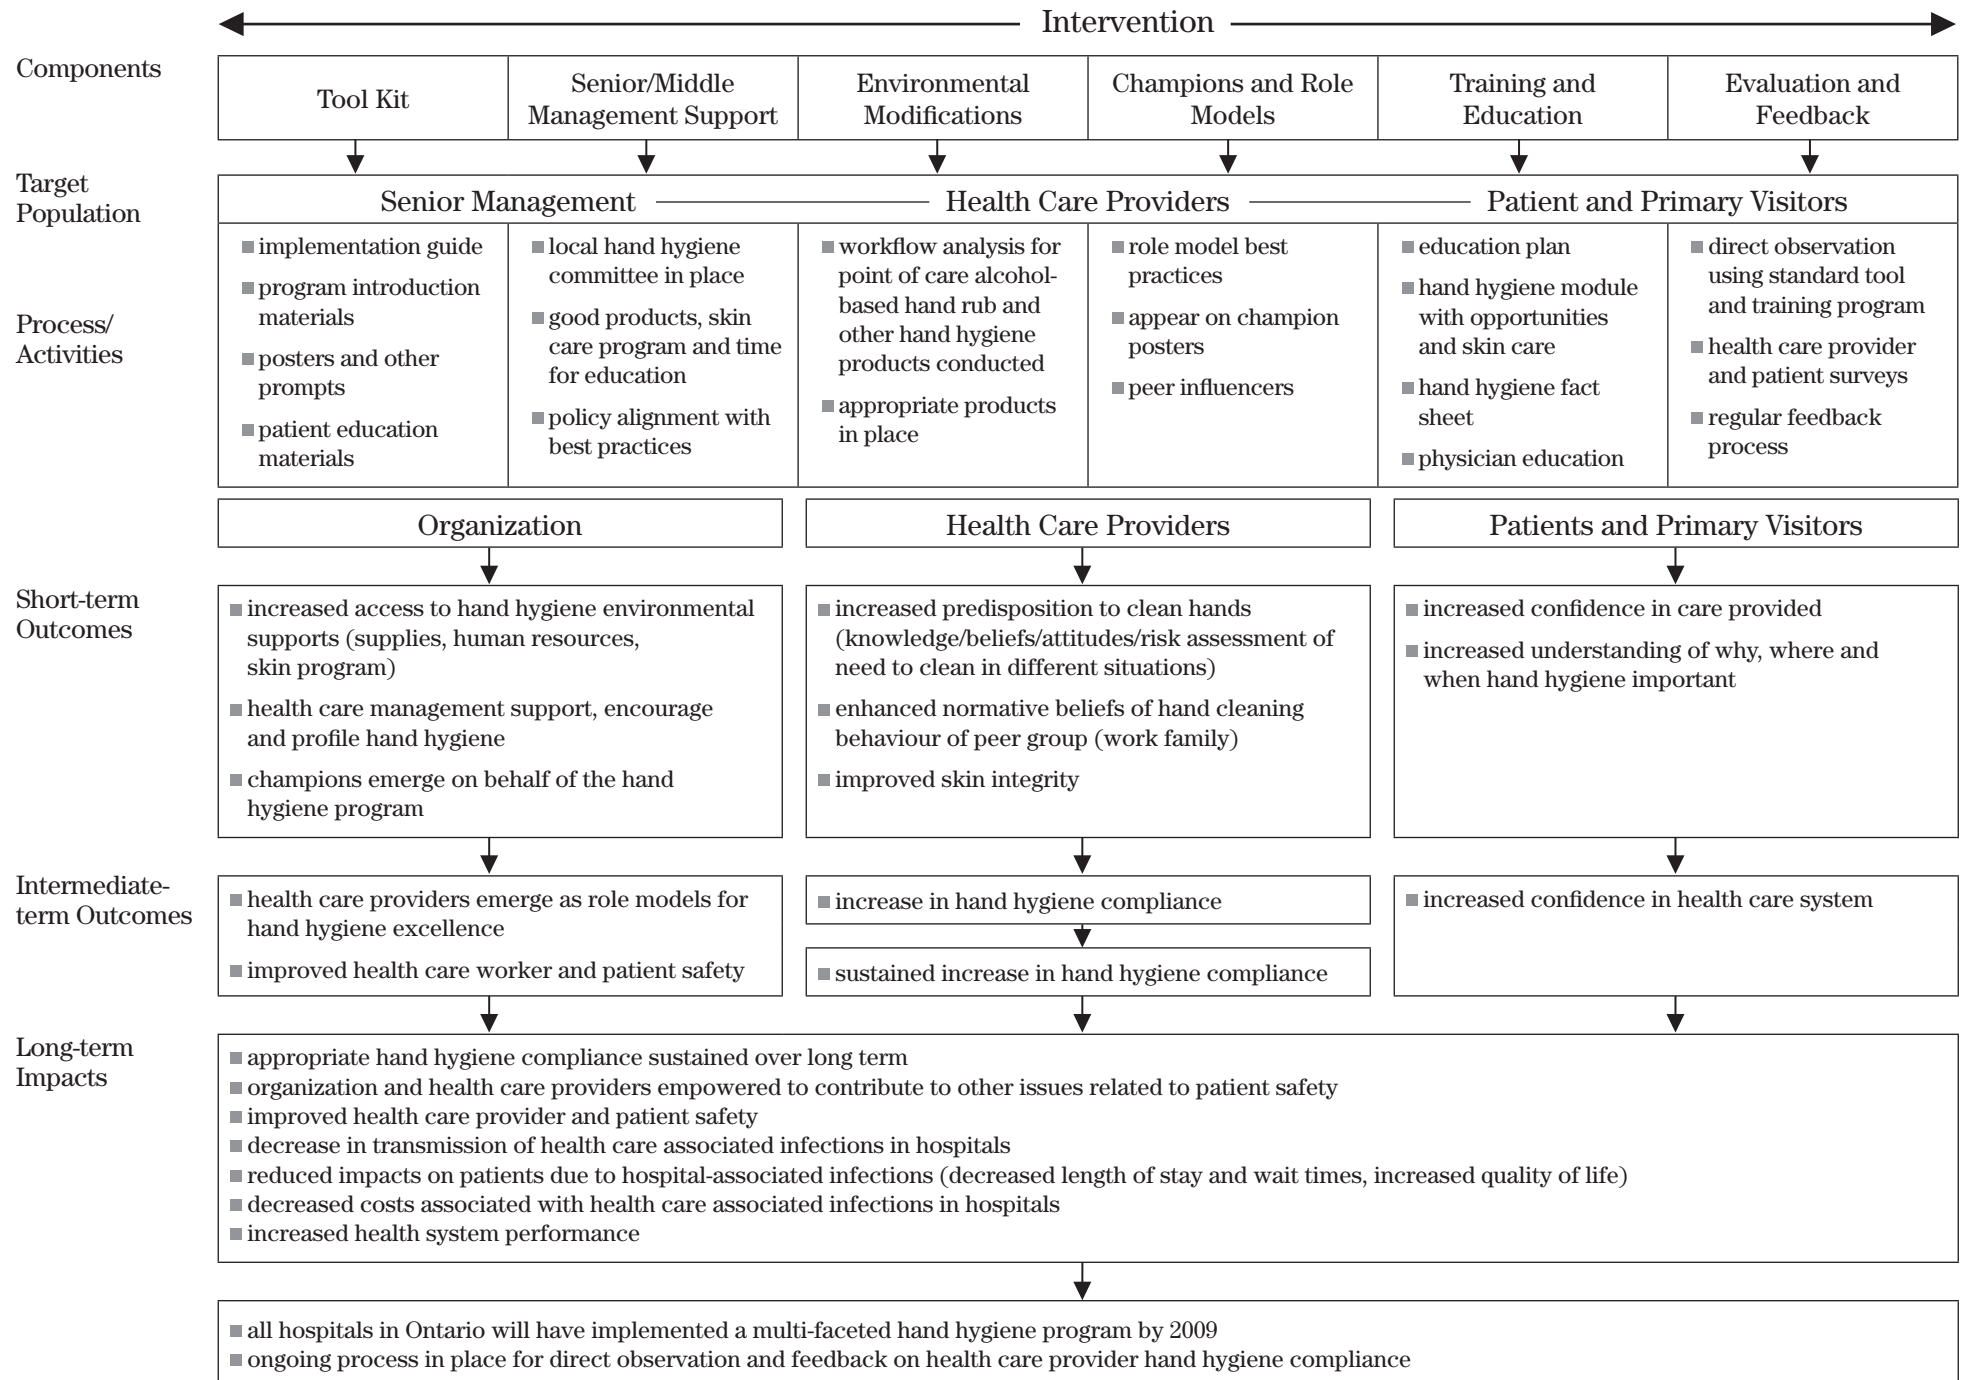 Intervention
Components
Tool Kit
Senior/Middle
Management Support
Environmental
Modifications
Champions and Role
Models
Training and
Education
Evaluation and
Feedback
Target
Population
Senior Management
Health Care Providers
Patient and Primary Visitors
Process/
Activities
implementation guide
program introduction
materials
posters and other
prompts
patient education
materials
local hand hygiene
committee in place
good products, skin
care program and time
for education
policy alignment with
best practices
workflow analysis for
point of care alcohol-
based hand rub and
other hand hygiene
products conducted
appropriate products
in place
role model best
practices
appear on champion
posters
peer influencers
education plan
hand hygiene module
with opportunities
and skin care
hand hygiene fact
sheet
physician education
direct observation
using standard tool
and training program
health care provider
and patient surveys
regular feedback
process
Organization
Health Care Providers
Patients and Primary Visitors
Short-term
Outcomes
increased access to hand hygiene environmental
supports (supplies, human resources,
skin program)
health care management support, encourage
and profile hand hygiene
champions emerge on behalf of the hand
hygiene program
increased predisposition to clean hands
(knowledge/beliefs/attitudes/risk assessment of
need to clean in different situations)
enhanced normative beliefs of hand cleaning
behaviour of peer group (work family)
improved skin integrity
increased confidence in care provided
increased understanding of why, where and
when hand hygiene important
Intermediate-
term Outcomes
health care providers emerge as role models for
hand hygiene excellence
improved health care worker and patient safety
increase in hand hygiene compliance
sustained increase in hand hygiene compliance
increased confidence in health care system
Long-term
Impacts
appropriate hand hygiene compliance sustained over long term
organization and health care providers empowered to contribute to other issues related to patient safety
improved health care provider and patient safety
decrease in transmission of health care associated infections in hospitals
reduced impacts on patients due to hospital-associated infections (decreased length of stay and wait times, increased quality of life)
decreased costs associated with health care associated infections in hospitals
increased health system performance
all hospitals in Ontario will have implemented a multi-faceted hand hygiene program by 2009
ongoing process in place for direct observation and feedback on health care provider hand hygiene compliance